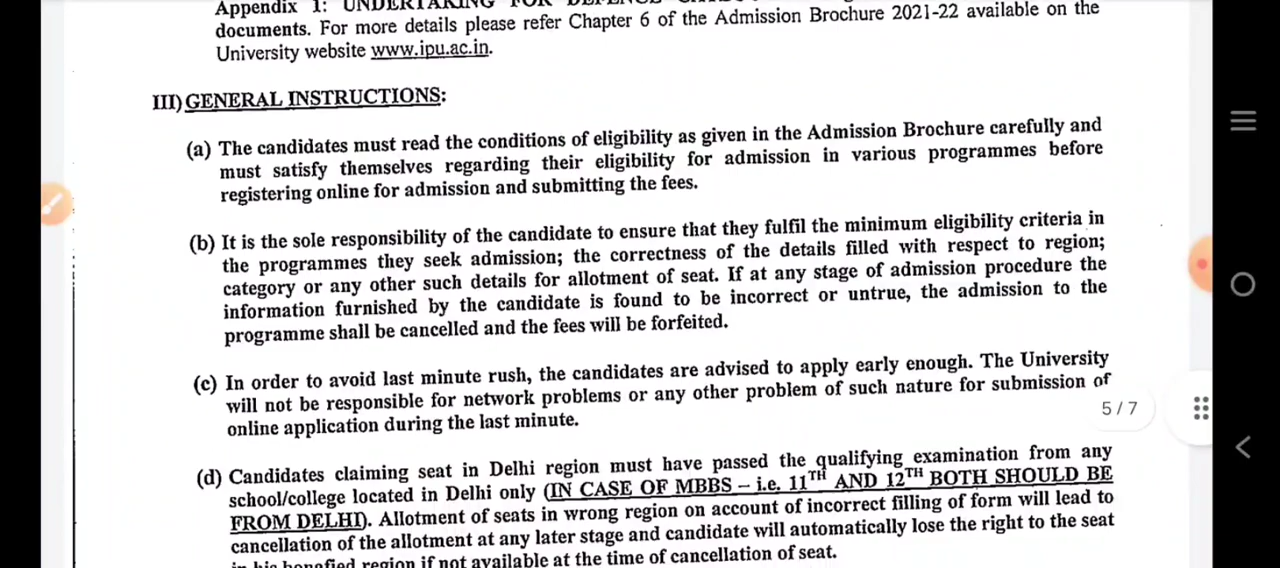 Appendix 1: UNDERTAKING FOR DEFENCE
documents. For more details please refer Chapter 6 of the Admission Brochure 2021-22 available on the
University website www.ipu.ac.in.
III) GENERAL INSTRUCTIONS:
(a) The candidates must read the conditions of eligibility as given in the Admission Brochure carefully and
must satisfy themselves regarding their eligibility for admission in various programmes before
registering online for admission and submitting the fees.
(b) It is the sole responsibility of the candidate to ensure that they fulfil the minimum eligibility criteria in
the programmes they seek admission; the correctness of the details filled with respect to region;
category or any other such details for allotment of seat. If at any stage of admission procedure the
information furnished by the candidate is found to be incorrect or untrue, the admission to the
programme shall be cancelled and the fees will be forfeited.
(c) In order to avoid last minute rush, the candidates are advised to apply early enough. The University
will not be responsible for network problems or any other problem of such nature for submission of
online application during the last minute.
5 / 7
(d) Candidates claiming seat in Delhi region must have passed the qualifying examination from any
school/college located in Delhi only (IN CASE OF MBBS – i.e. 11TH AND 12TH BOTH SHOULD BE
FROM DELHI). Allotment of seats in wrong region on account of incorrect filling of form will lead to
cancellation of the allotment at any later stage and candidate will automatically lose the right to the seat
in his bonafied region if not available at the time of cancellation of seat.